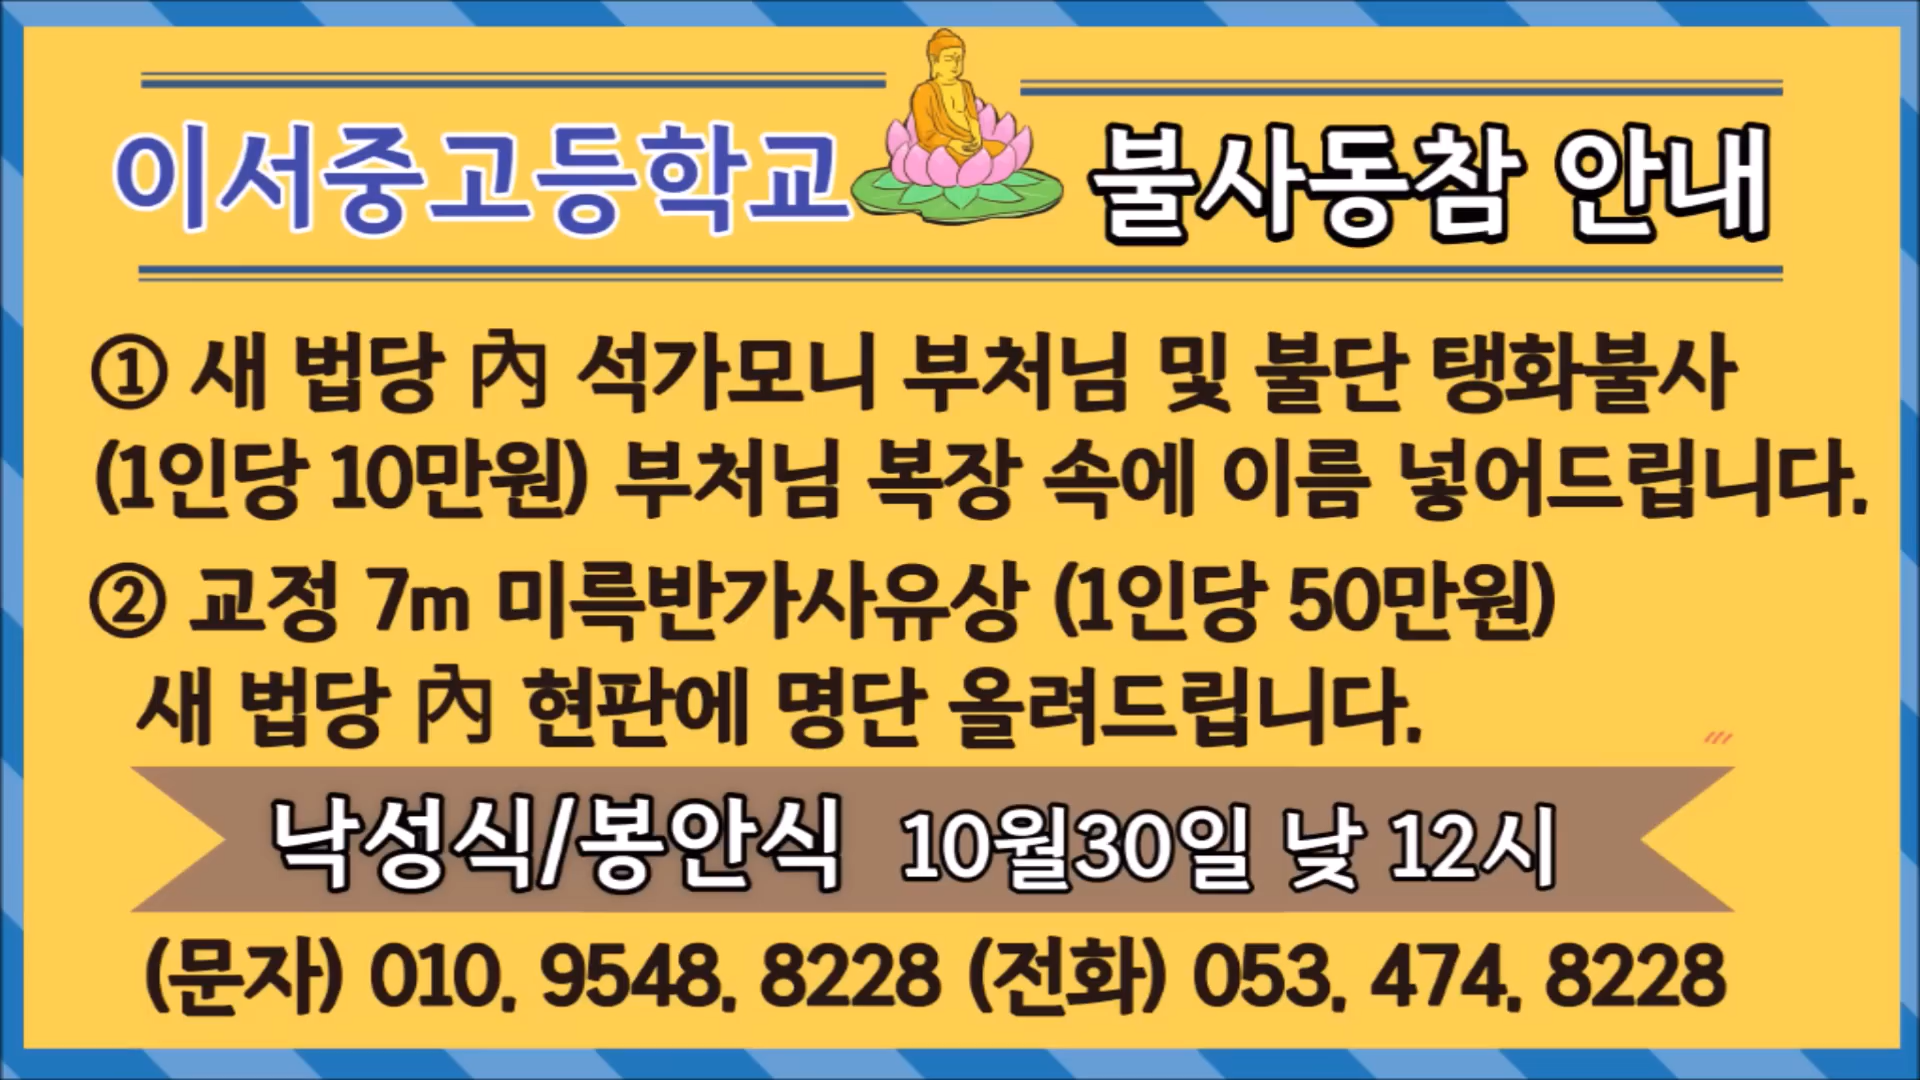 이서중고등학교 불사동참 안내
① 새 법당 內 석가모니 부처님 및 불단 탱화불사
(1인당 10만원) 부처님 복장 속에 이름 넣어드립니다.
② 교정 7m 미륵반가사유상 (1인당 50만원)
새 법당 內 현판에 명단 올려드립니다.
낙성식/봉안식 10월30일 낮 12시
(문자) 010. 9548. 8228 (전화) 053. 474. 8228